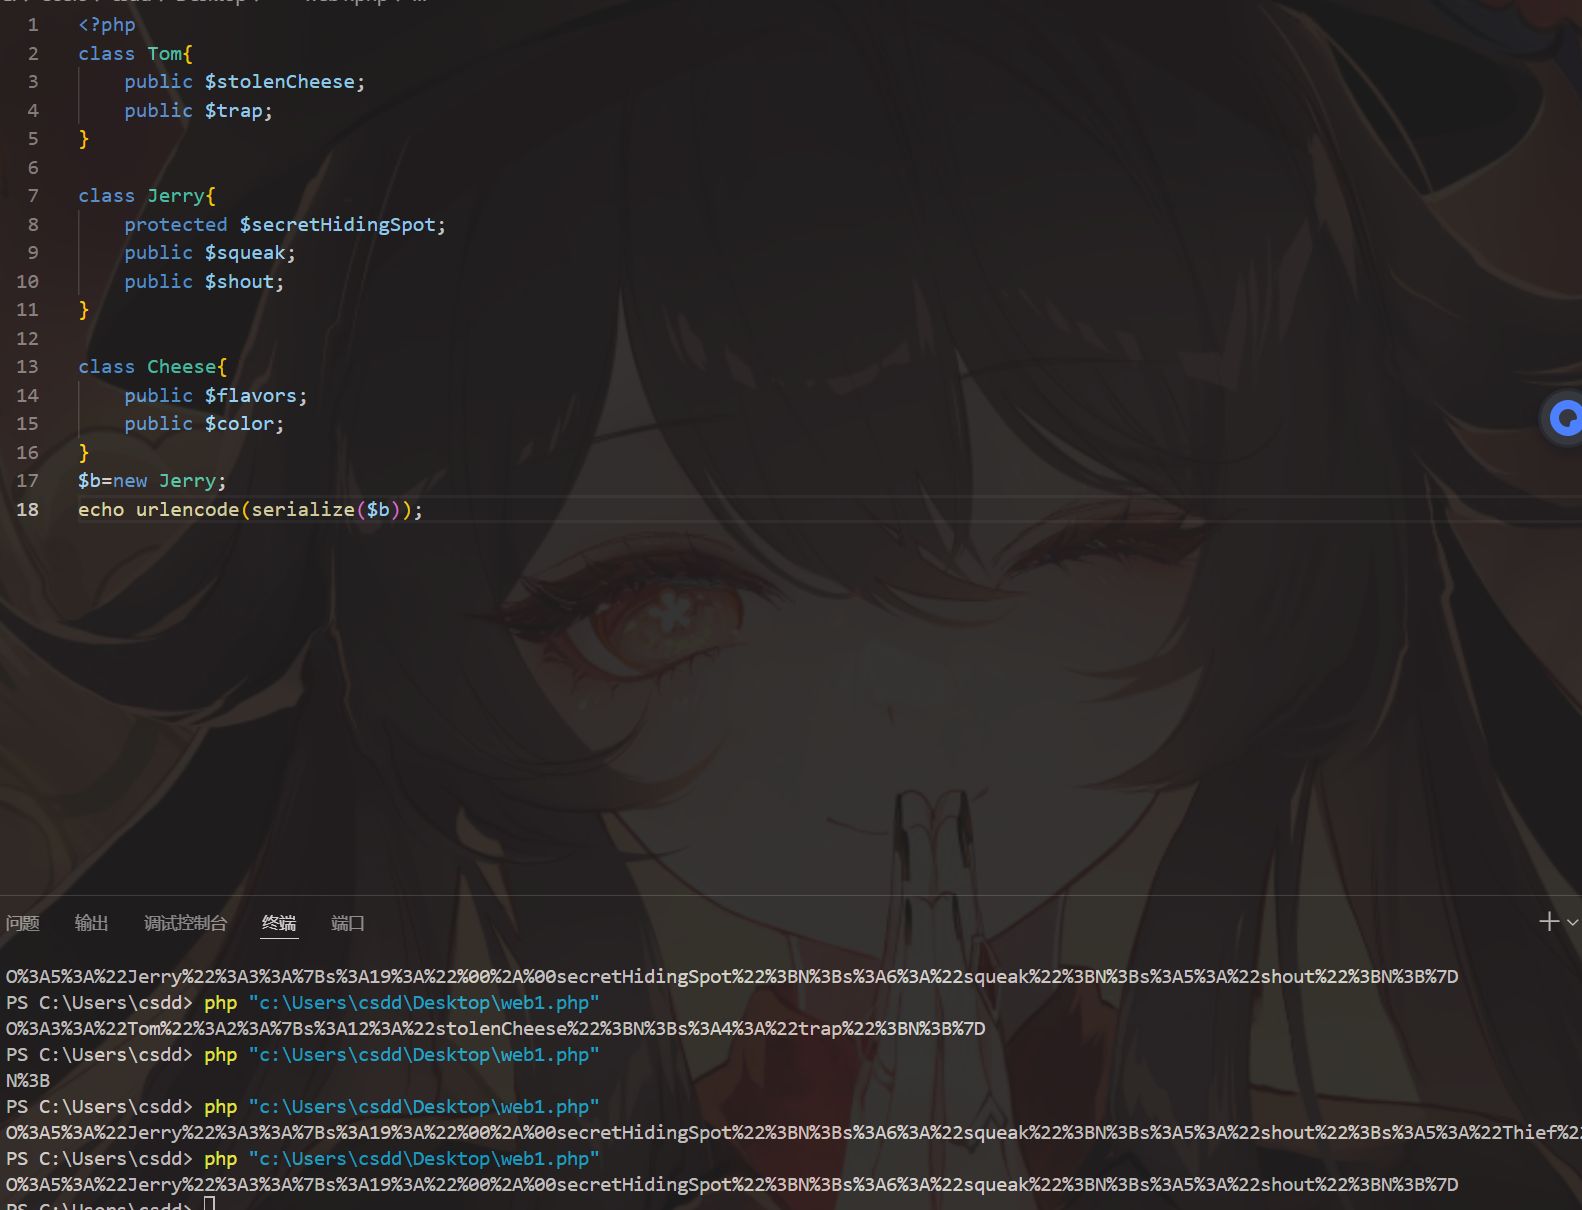 1 <?php
2 class Tom{
3 public $stolenCheese;
4 public $trap;
5 }
6
7 class Jerry{
8 protected $secretHidingSpot;
9 public $squeak;
10 public $shout;
11 }
12
13 class Cheese{
14 public $flavors;
15 public $color;
16 }
17 $b=new Jerry;
18 echo urlencode(serialize($b));
问题 输出 调试控制台 终端 端口
O%3A5%3A%22Jerry%22%3A3%3A%7Bs%3A19%3A%22%00%2A%00secretHidingSpot%22%3BN%3Bs%3A6%3A%22squeak%22%3BN%3Bs%3A5%3A%22shout%22%3BN%3B%7D
PS C:\Users\csdd> php "c:\Users\csdd\Desktop\web1.php"
O%3A3%3A%22Tom%22%3A2%3A%7Bs%3A12%3A%22stolenCheese%22%3BN%3Bs%3A4%3A%22trap%22%3BN%3B%7D
PS C:\Users\csdd> php "c:\Users\csdd\Desktop\web1.php"
N%3B
PS C:\Users\csdd> php "c:\Users\csdd\Desktop\web1.php"
O%3A5%3A%22Jerry%22%3A3%3A%7Bs%3A19%3A%22%00%2A%00secretHidingSpot%22%3BN%3Bs%3A6%3A%22squeak%22%3BN%3Bs%3A5%3A%22shout%22%3Bs%3A5%3A%22Thief%22
PS C:\Users\csdd> php "c:\Users\csdd\Desktop\web1.php"
O%3A5%3A%22Jerry%22%3A3%3A%7Bs%3A19%3A%22%00%2A%00secretHidingSpot%22%3BN%3Bs%3A6%3A%22squeak%22%3BN%3Bs%3A5%3A%22shout%22%3BN%3B%7D
PS C:\Users\csdd>